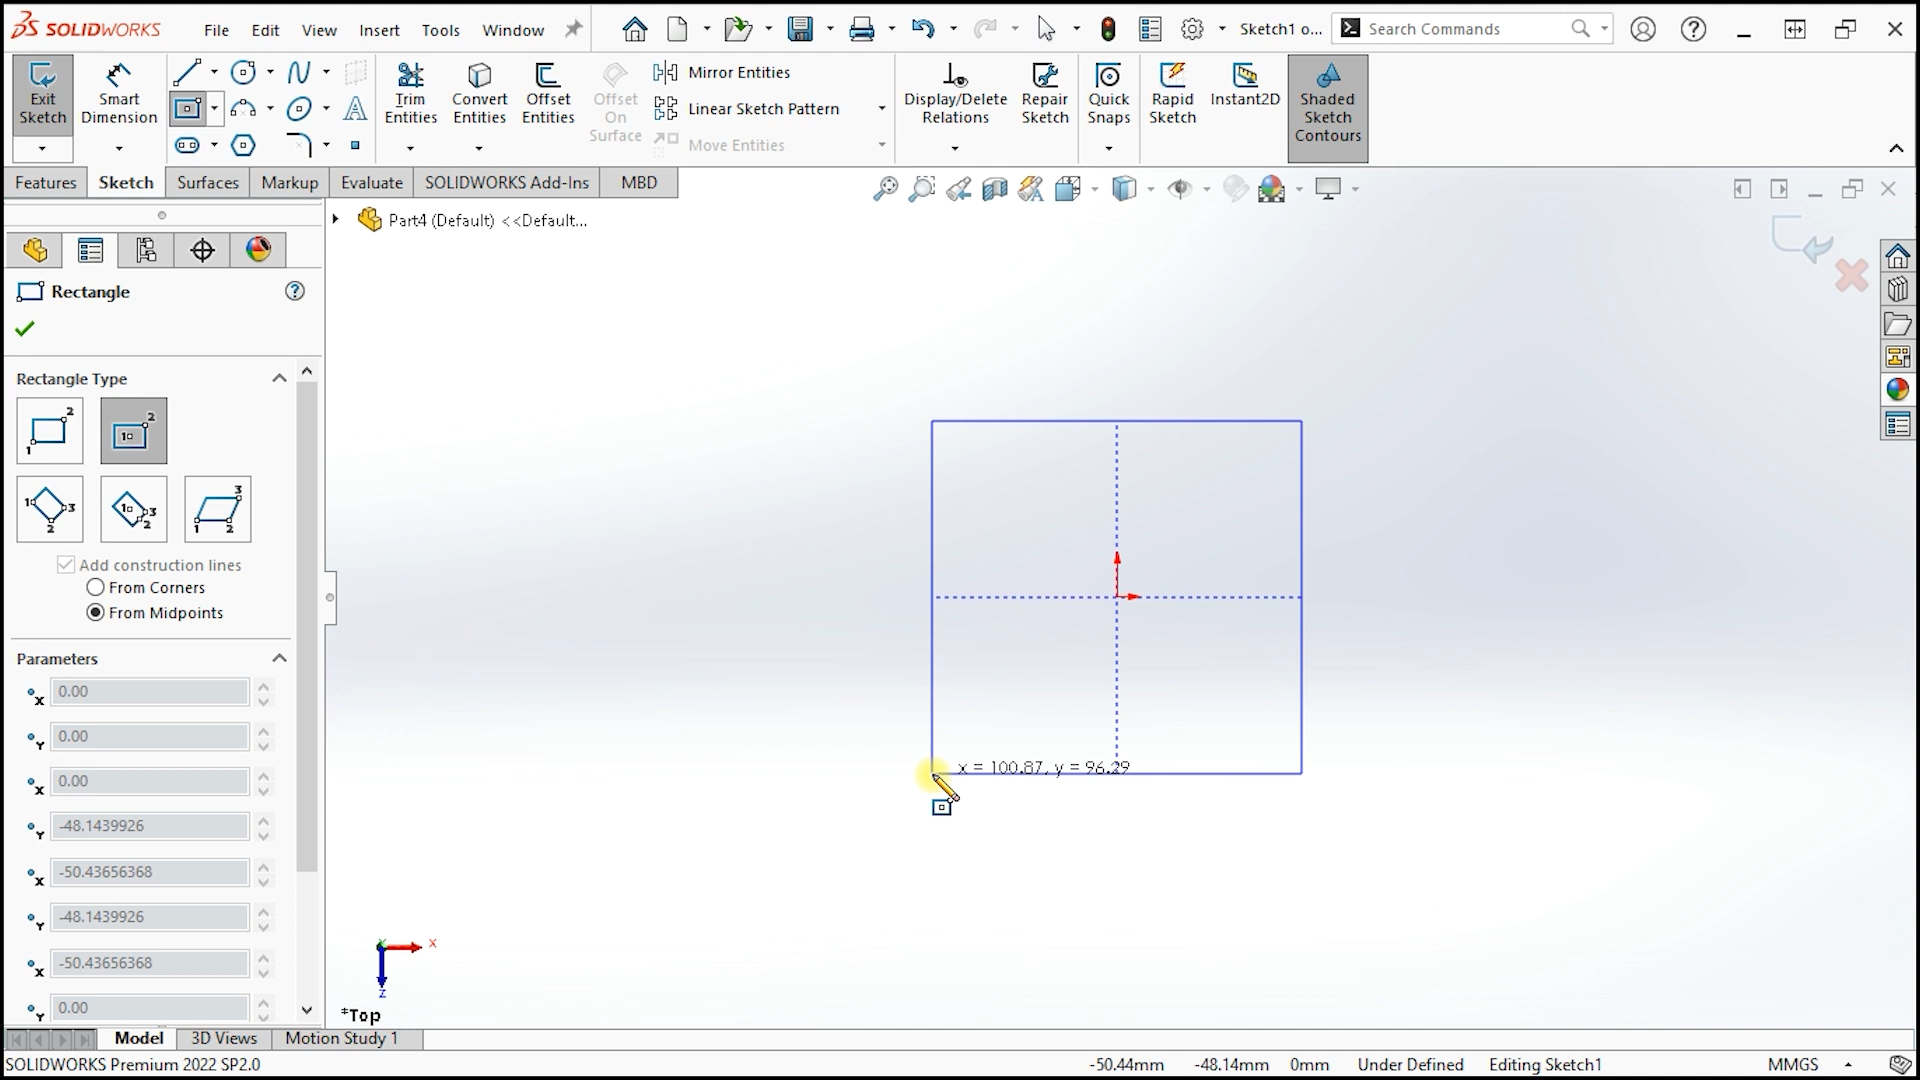 SOLIDWORKS File Edit View Insert Tools Window Sketch1 o... Search Commands
Exit Sketch
Smart Dimension
Trim Entities
Convert Entities
Offset Entities
Offset On Surface
Mirror Entities
Linear Sketch Pattern
Move Entities
Display/Delete Relations
Repair Sketch
Quick Snaps
Rapid Sketch
Instant2D
Shaded Sketch Contours
Features Sketch Surfaces Markup Evaluate SOLIDWORKS Add-Ins MBD
Part4 (Default) <<Default...
Rectangle
Rectangle Type
Add construction lines
From Corners
From Midpoints
Parameters
0.00
0.00
0.00
-48.1439926
-50.43656368
-48.1439926
-50.43656368
0.00
x = 100.87, y = 96.29
X
Z
*Top
Model 3D Views Motion Study 1
SOLIDWORKS Premium 2022 SP2.0 -50.44mm -48.14mm 0mm Under Defined Editing Sketch1 MMGS